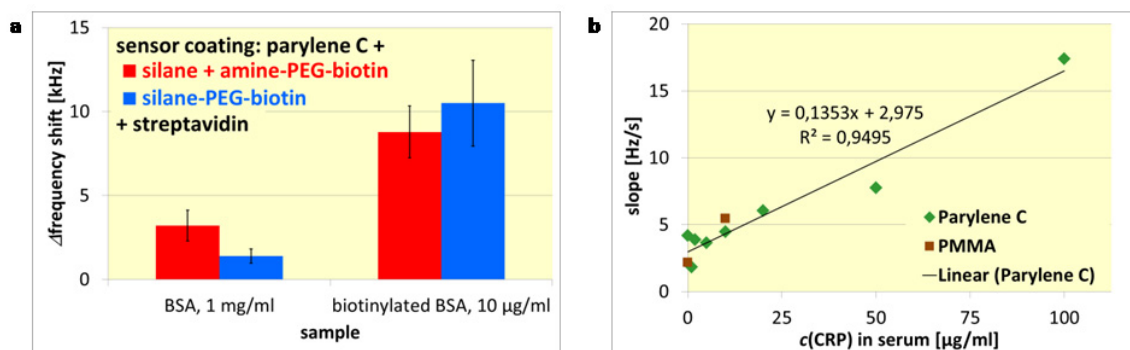 a
15
10
5
0
Δfrequency shift [kHz]
sensor coating: parylene C +
silane + amine-PEG-biotin
silane-PEG-biotin
+ streptavidin
BSA, 1 mg/ml
biotinylated BSA, 10 µg/ml
sample
b
20
15
10
5
0
slope [Hz/s]
y = 0,1353x + 2,975
R² = 0,9495
Parylene C
PMMA
Linear (Parylene C)
0
25
50
75
100
c(CRP) in serum [µg/ml]